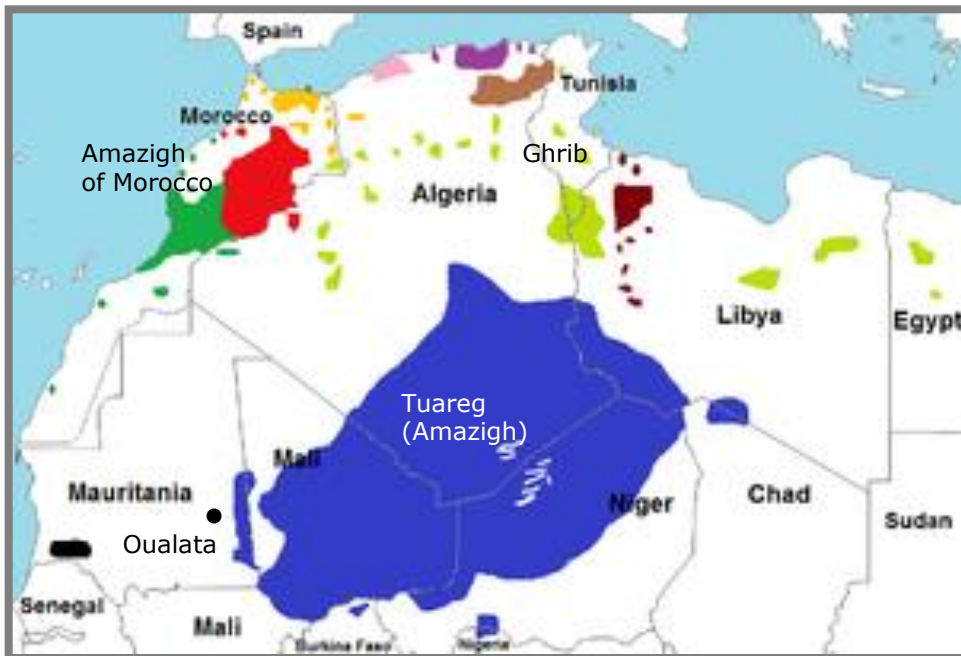 Spain
Tunisia
Morocco
Amazigh
of Morocco
Ghrib
Algeria
Libya
Egypt
Tuareg
(Amazigh)
Mali
Mauritania
Niger
Chad
Sudan
Oualata
Senegal
Mali
Burkina Faso
Nigeria